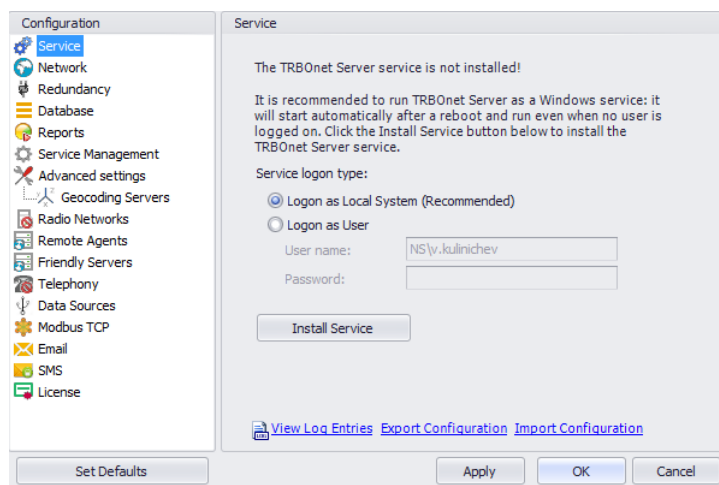 Configuration
Service
Network
Redundancy
Database
Reports
Service Management
Advanced settings
Geocoding Servers
Radio Networks
Remote Agents
Friendly Servers
Telephony
Data Sources
Modbus TCP
Email
SMS
License
Service
The TRBOnet Server service is not installed!
It is recommended to run TRBOnet Server as a Windows service: it
will start automatically after a reboot and run even when no user is
logged on. Click the Install Service button below to install the
TRBOnet Server service.
Service logon type:
Logon as Local System (Recommended)
Logon as User
User name: NS\v.kulinichev
Password:
Install Service
View Log Entries Export Configuration Import Configuration
Set Defaults Apply OK Cancel